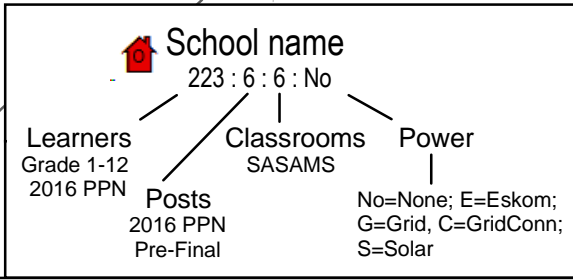 School name
O
223 : 6 : 6 : No
Learners
Grade 1-12
2016 PPN
Posts
2016 PPN
Pre-Final
Classrooms
SASAMS
Power
No=None; E=Eskom;
G=Grid, C=GridConn;
S=Solar